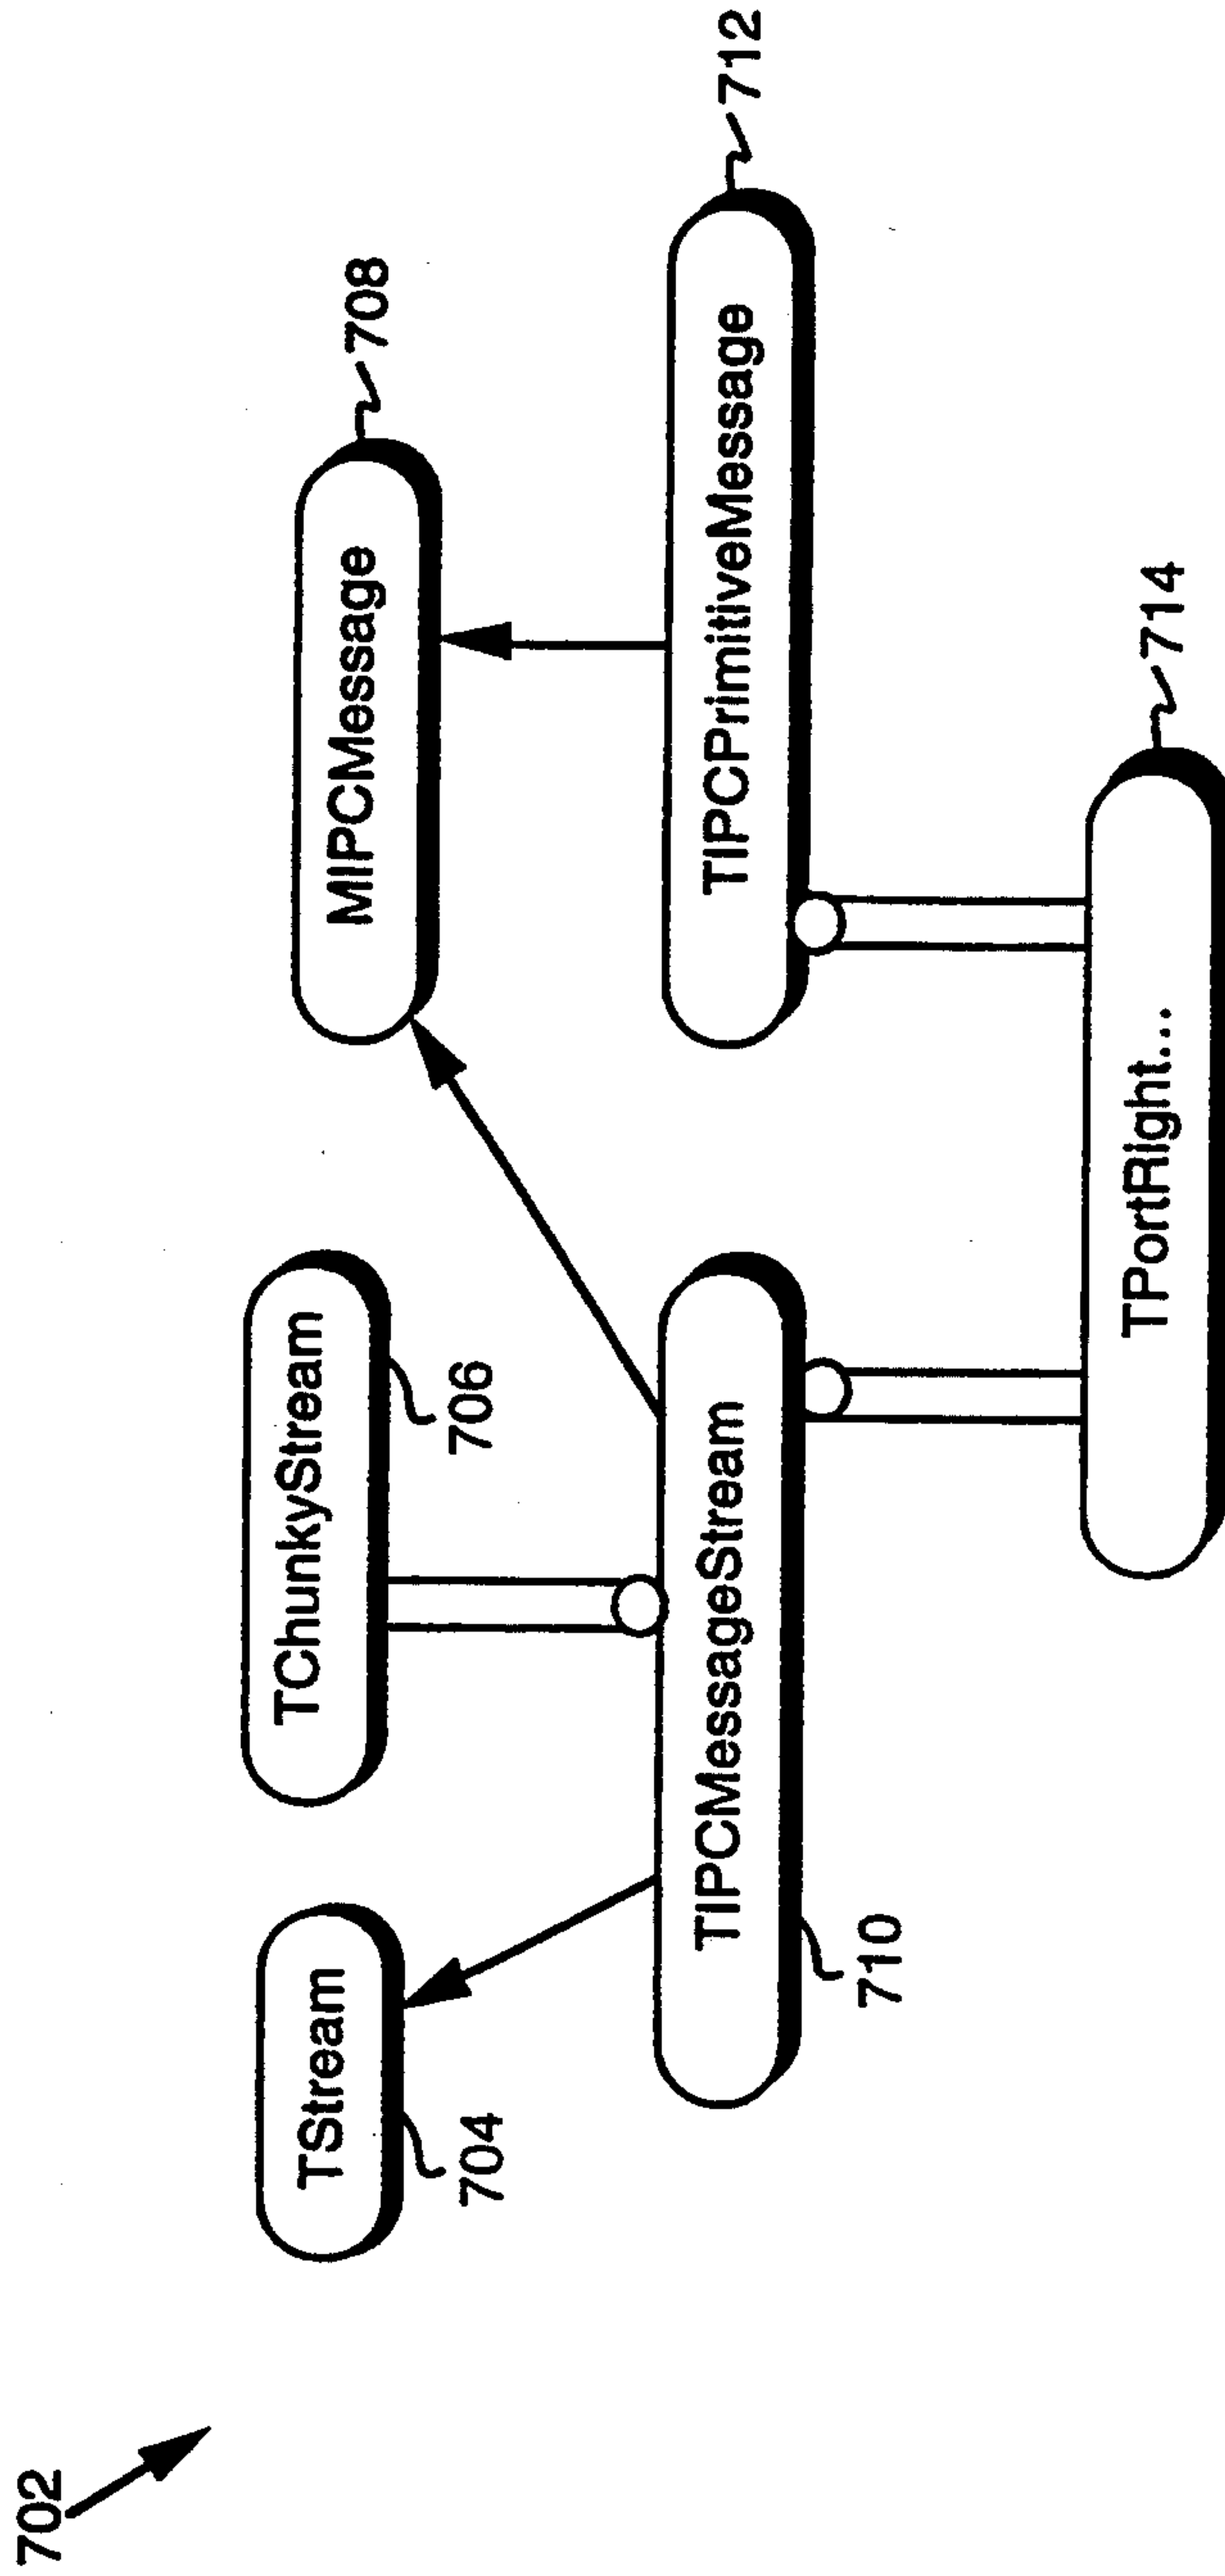 702
TStream
704
TChunkyStream
706
MIPCMessage
708
TIPCMessageStream
710
TIPCPrimitiveMessage
712
TPortRight...
714